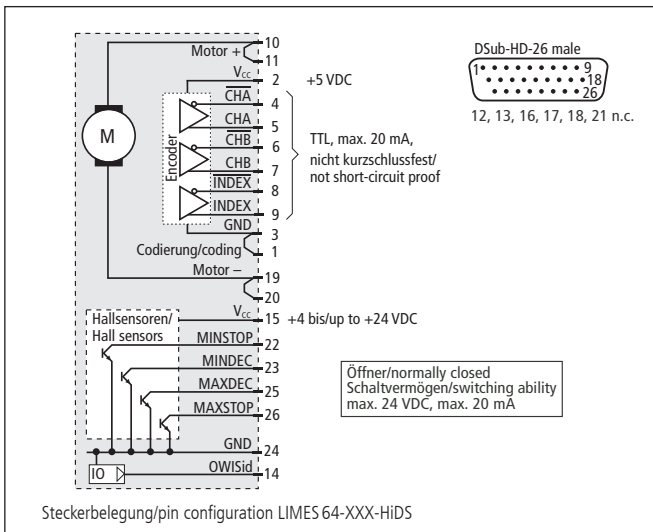 10
Motor +
11
VCC 2 +5 VDC
CHA 4
CHA 5
CHB 6
CHB 7
INDEX 8
INDEX 9
GND 3
Codierung/coding 1
Motor – 19
20
M
Encoder
TTL, max. 20 mA,
nicht kurzschlussfest/
not short-circuit proof
DSub-HD-26 male
1 9
18
26
12, 13, 16, 17, 18, 21 n.c.
VCC 15 +4 bis/up to +24 VDC
Hallsensoren/
Hall sensors
MINSTOP 22
MINDEC 23
MAXDEC 25
MAXSTOP 26
GND 24
IO OWISid 14
Öffner/normally closed
Schaltvermögen/switching ability
max. 24 VDC, max. 20 mA
Steckerbelegung/pin configuration LIMES 64-XXX-HiDS